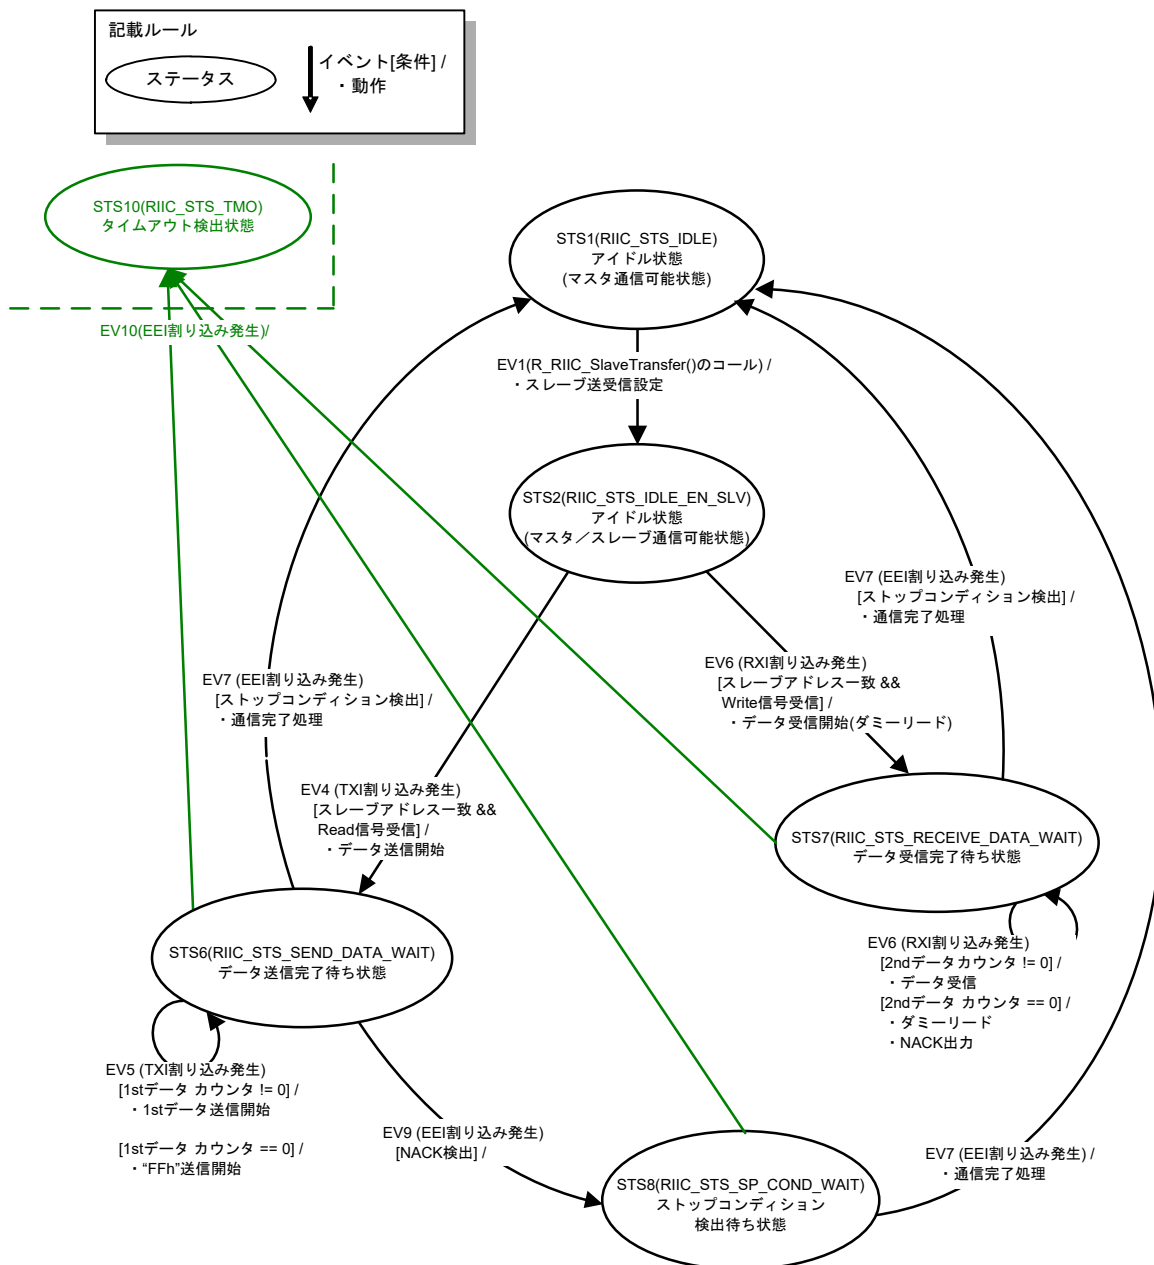 記載ルール
ステータス
イベント[条件] /
・動作
STS10(RIIC_STS_TMO)
タイムアウト検出状態
STS1(RIIC_STS_IDLE)
アイドル状態
(マスタ通信可能状態)
EV10(EEI割り込み発生)/
EV1(R_RIIC_SlaveTransfer()のコール) /
・スレーブ送受信設定
STS2(RIIC_STS_IDLE_EN_SLV)
アイドル状態
(マスタ／スレーブ通信可能状態)
EV7 (EEI割り込み発生)
[ストップコンディション検出] /
・通信完了処理
EV6 (RXI割り込み発生)
[スレーブアドレス一致 &&
Write信号受信] /
・データ受信開始(ダミーリード)
EV7 (EEI割り込み発生)
[ストップコンディション検出] /
・通信完了処理
EV4 (TXI割り込み発生)
[スレーブアドレス一致 &&
Read信号受信] /
・データ送信開始
STS7(RIIC_STS_RECEIVE_DATA_WAIT)
データ受信完了待ち状態
STS6(RIIC_STS_SEND_DATA_WAIT)
データ送信完了待ち状態
EV6 (RXI割り込み発生)
[2ndデータカウンタ != 0] /
・データ受信
[2ndデータ カウンタ == 0] /
・ダミーリード
・NACK出力
EV5 (TXI割り込み発生)
[1stデータ カウンタ != 0] /
・1stデータ送信開始
[1stデータ カウンタ == 0] /
・“FFh”送信開始
EV9 (EEI割り込み発生)
[NACK検出] /
EV7 (EEI割り込み発生) /
・通信完了処理
STS8(RIIC_STS_SP_COND_WAIT)
ストップコンディション
検出待ち状態